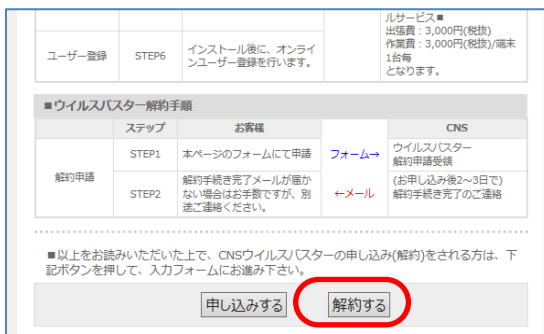 ルサービス■
出張費：3,000円(税抜)
作業費：3,000円(税抜)/端末
1台毎
となります。
ユーザー登録
STEP6
インストール後に、オンライ
ンユーザー登録を行います。
■ウイルスバスター解約手順
ステップ
お客様
CNS
解約申請
STEP1
本ページのフォームにて申請
フォーム→
ウイルスバスター
解約申請受領
STEP2
解約手続き完了メールが届か
ない場合はお手数ですが、別
途ご連絡ください。
←メール
(お申し込み後2～3日で)
解約手続き完了のご連絡
■以上をお読みいただいた上で、CNSウイルスバスターの申し込み(解約)をされる方は、下
記ボタンを押して、入力フォームにお進み下さい。
申し込みする
解約する